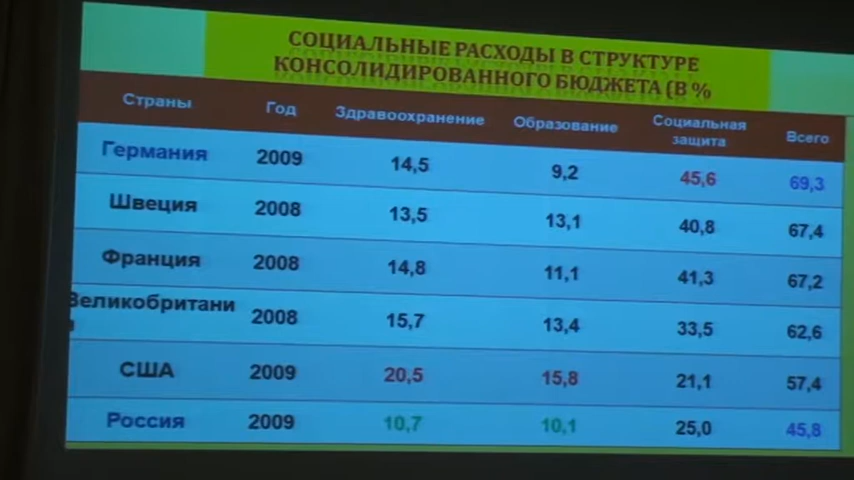 СОЦИАЛЬНЫЕ РАСХОДЫ В СТРУКТУРЕ
КОНСОЛИДИРОВАННОГО БЮДЖЕТА (В %
Страны Год Здравоохранение Образование Социальная защита Всего
Германия 2009 14,5 9,2 45,6 69,3
Швеция 2008 13,5 13,1 40,8 67,4
Франция 2008 14,8 11,1 41,3 67,2
Великобритани
я 2008 15,7 13,4 33,5 62,6
США 2009 20,5 15,8 21,1 57,4
Россия 2009 10,7 10,1 25,0 45,8